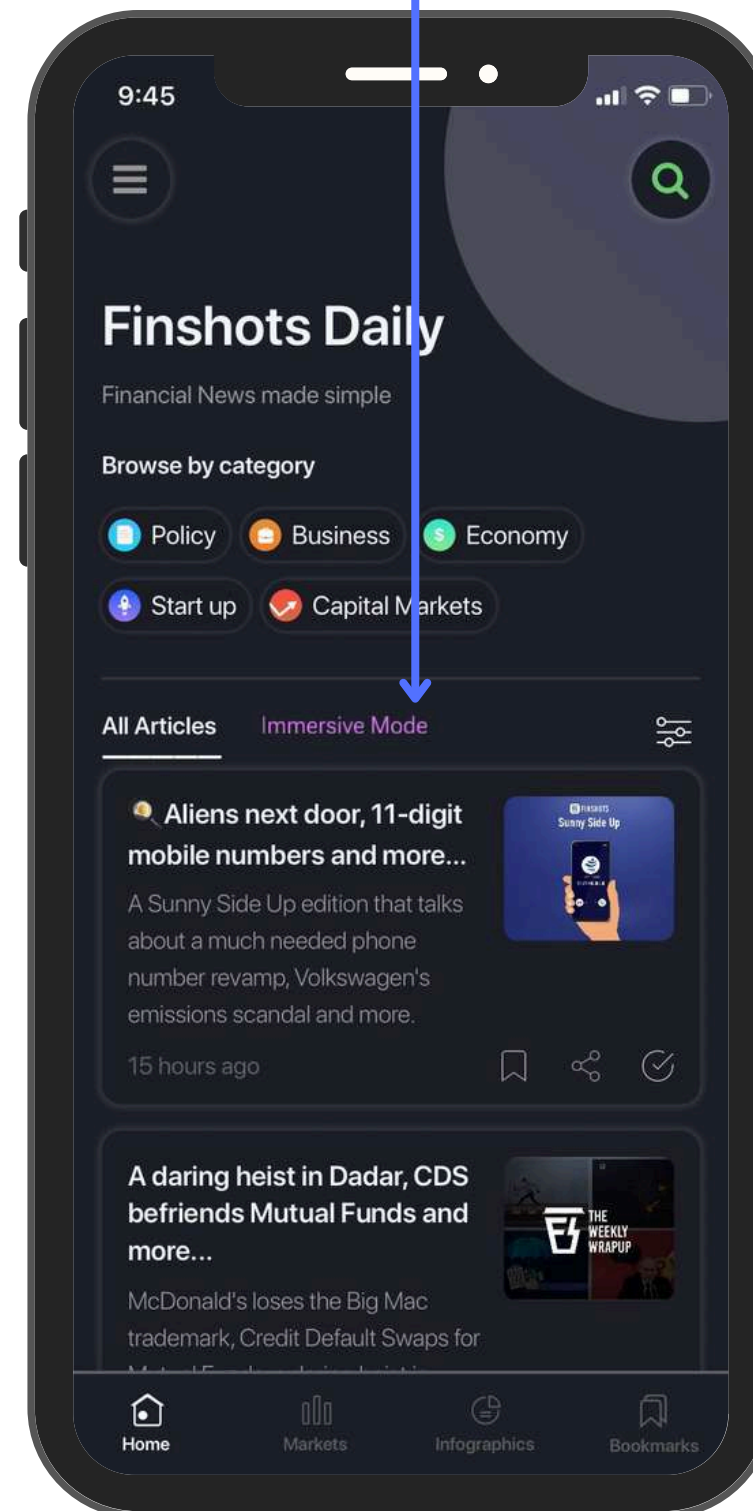 9:45
Finshots Daily
Financial News made simple
Browse by category
Policy Business Economy
Start up Capital Markets
All Articles Immersive Mode
Aliens next door, 11-digit
mobile numbers and more...
FINSHOTS
Sunny Side Up
A Sunny Side Up edition that talks
about a much needed phone
number revamp, Volkswagen's
emissions scandal and more.
15 hours ago
A daring heist in Dadar, CDS
befriends Mutual Funds and
more...
THE
WEEKLY
WRAPUP
McDonald's loses the Big Mac
trademark, Credit Default Swaps for
Home Markets Infographics Bookmarks